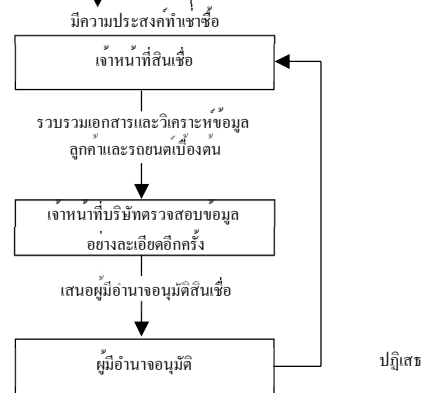 มีความประสงค์ทำเช่าซื้อ
เจ้าหน้าที่สินเชื่อ
รวบรวมเอกสารและวิเคราะห์ข้อมูล
ลูกค้าและรถยนต์เบื้องต้น
เจ้าหน้าที่บริษัทตรวจสอบข้อมูล
อย่างละเอียดอีกครั้ง
เสนอผู้มีอำนาจอนุมัติสินเชื่อ
ผู้มีอำนาจอนุมัติ
ปฏิเสธ